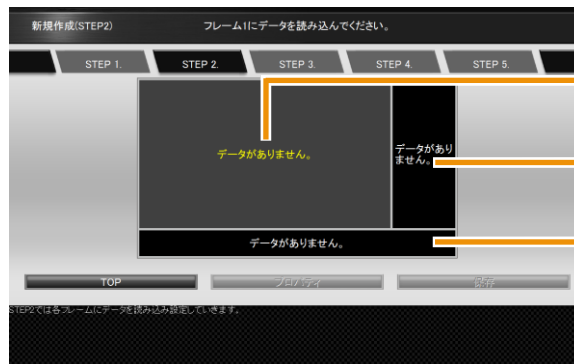 新規作成(STEP2)
フレーム1にデータを読み込んでください。
STEP 1.
STEP 2.
STEP 3.
STEP 4.
STEP 5.
データがありません。
データがあり
ません。
データがありません。
TOP
プロパティ
保存
STEP2では各フレームにデータを読み込み設定していきます。